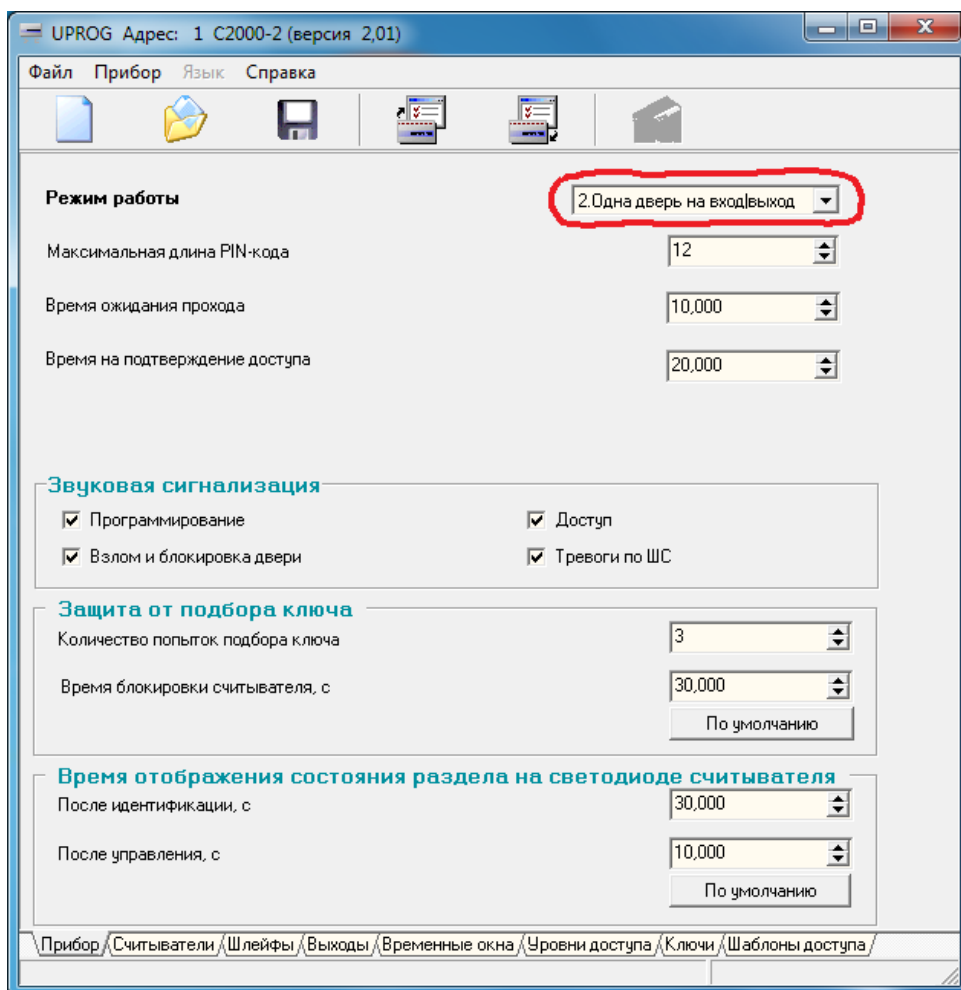 UPROG Адрес: 1 С2000-2 (версия 2,01)
Файл Прибор Язык Справка
Режим работы 2.Одна дверь на вход|выход
Максимальная длина PIN-кода 12
Время ожидания прохода 10,000
Время на подтверждение доступа 20,000
Звуковая сигнализация
Программирование Доступ
Взлом и блокировка двери Тревоги по ШС
Защита от подбора ключа
Количество попыток подбора ключа 3
Время блокировки считывателя, с 30,000
По умолчанию
Время отображения состояния раздела на светодиоде считывателя
После идентификации, с 30,000
После управления, с 10,000
По умолчанию
Прибор Считыватели Шлейфы Выходы Временные окна Уровни доступа Ключи Шаблоны доступа